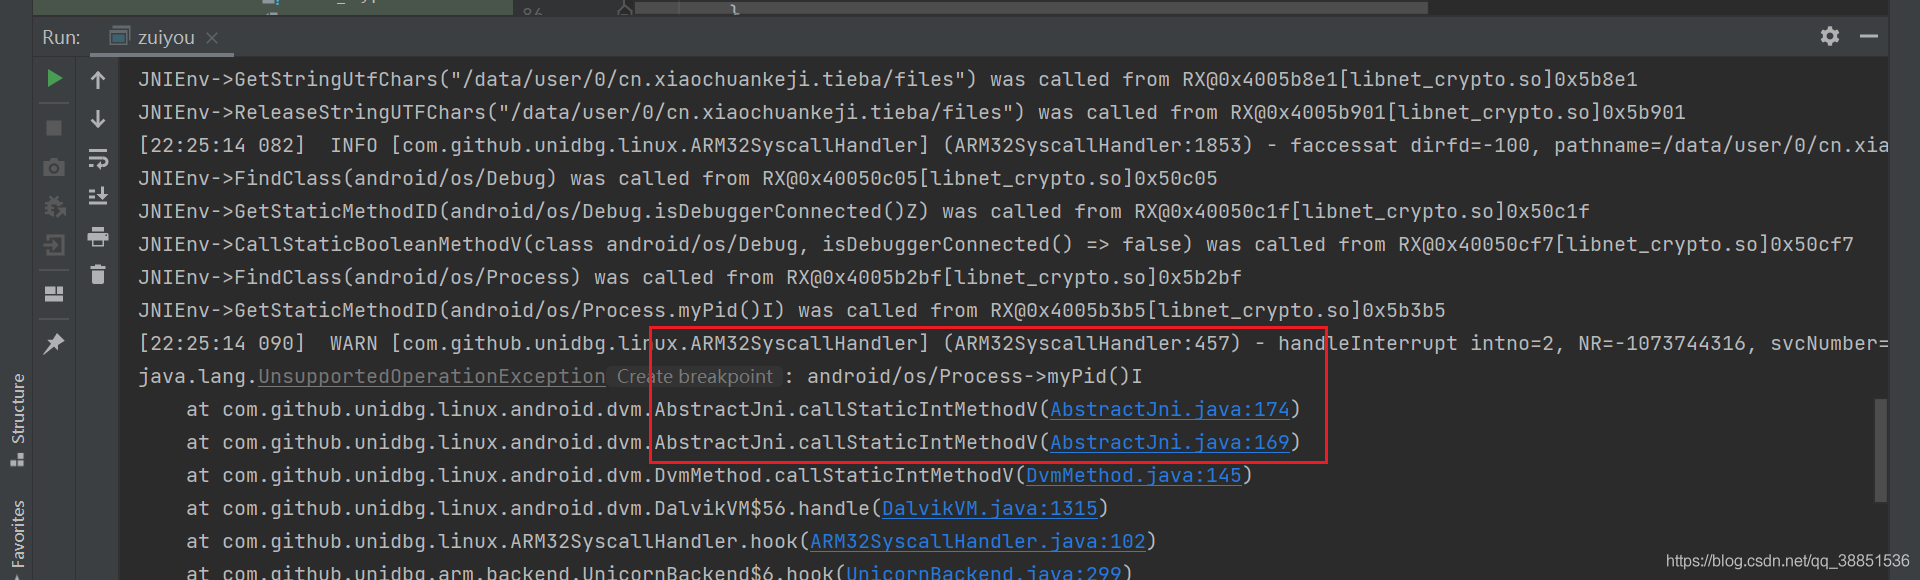 86
}
Run:
zuiyou
JNIEnv->GetStringUtfChars("/data/user/0/cn.xiaochuankeji.tieba/files") was called from RX@0x4005b8e1[libnet_crypto.so]0x5b8e1
JNIEnv->ReleaseStringUTFChars("/data/user/0/cn.xiaochuankeji.tieba/files") was called from RX@0x4005b901[libnet_crypto.so]0x5b901
[22:25:14 082]  INFO [com.github.unidbg.linux.ARM32SyscallHandler] (ARM32SyscallHandler:1853) - faccessat dirfd=-100, pathname=/data/user/0/cn.xia
JNIEnv->FindClass(android/os/Debug) was called from RX@0x40050c05[libnet_crypto.so]0x50c05
JNIEnv->GetStaticMethodID(android/os/Debug.isDebuggerConnected()Z) was called from RX@0x40050c1f[libnet_crypto.so]0x50c1f
JNIEnv->CallStaticBooleanMethodV(class android/os/Debug, isDebuggerConnected() => false) was called from RX@0x40050cf7[libnet_crypto.so]0x50cf7
JNIEnv->FindClass(android/os/Process) was called from RX@0x4005b2bf[libnet_crypto.so]0x5b2bf
JNIEnv->GetStaticMethodID(android/os/Process.myPid()I) was called from RX@0x4005b3b5[libnet_crypto.so]0x5b3b5
[22:25:14 090]  WARN [com.github.unidbg.linux.ARM32SyscallHandler] (ARM32SyscallHandler:457) - handleInterrupt intno=2, NR=-1073744316, svcNumber=
java.lang.UnsupportedOperationException Create breakpoint : android/os/Process->myPid()I
at com.github.unidbg.linux.android.dvm.AbstractJni.callStaticIntMethodV(AbstractJni.java:174)
at com.github.unidbg.linux.android.dvm.AbstractJni.callStaticIntMethodV(AbstractJni.java:169)
at com.github.unidbg.linux.android.dvm.DvmMethod.callStaticIntMethodV(DvmMethod.java:145)
at com.github.unidbg.linux.android.dvm.DalvikVM$56.handle(DalvikVM.java:1315)
at com.github.unidbg.linux.ARM32SyscallHandler.hook(ARM32SyscallHandler.java:102)
at com.github.unidbg.arm.backend.UnicornBackend$6.hook(UnicornBackend.java:299)
Structure
Favorites
https://blog.csdn.net/qq_38851536